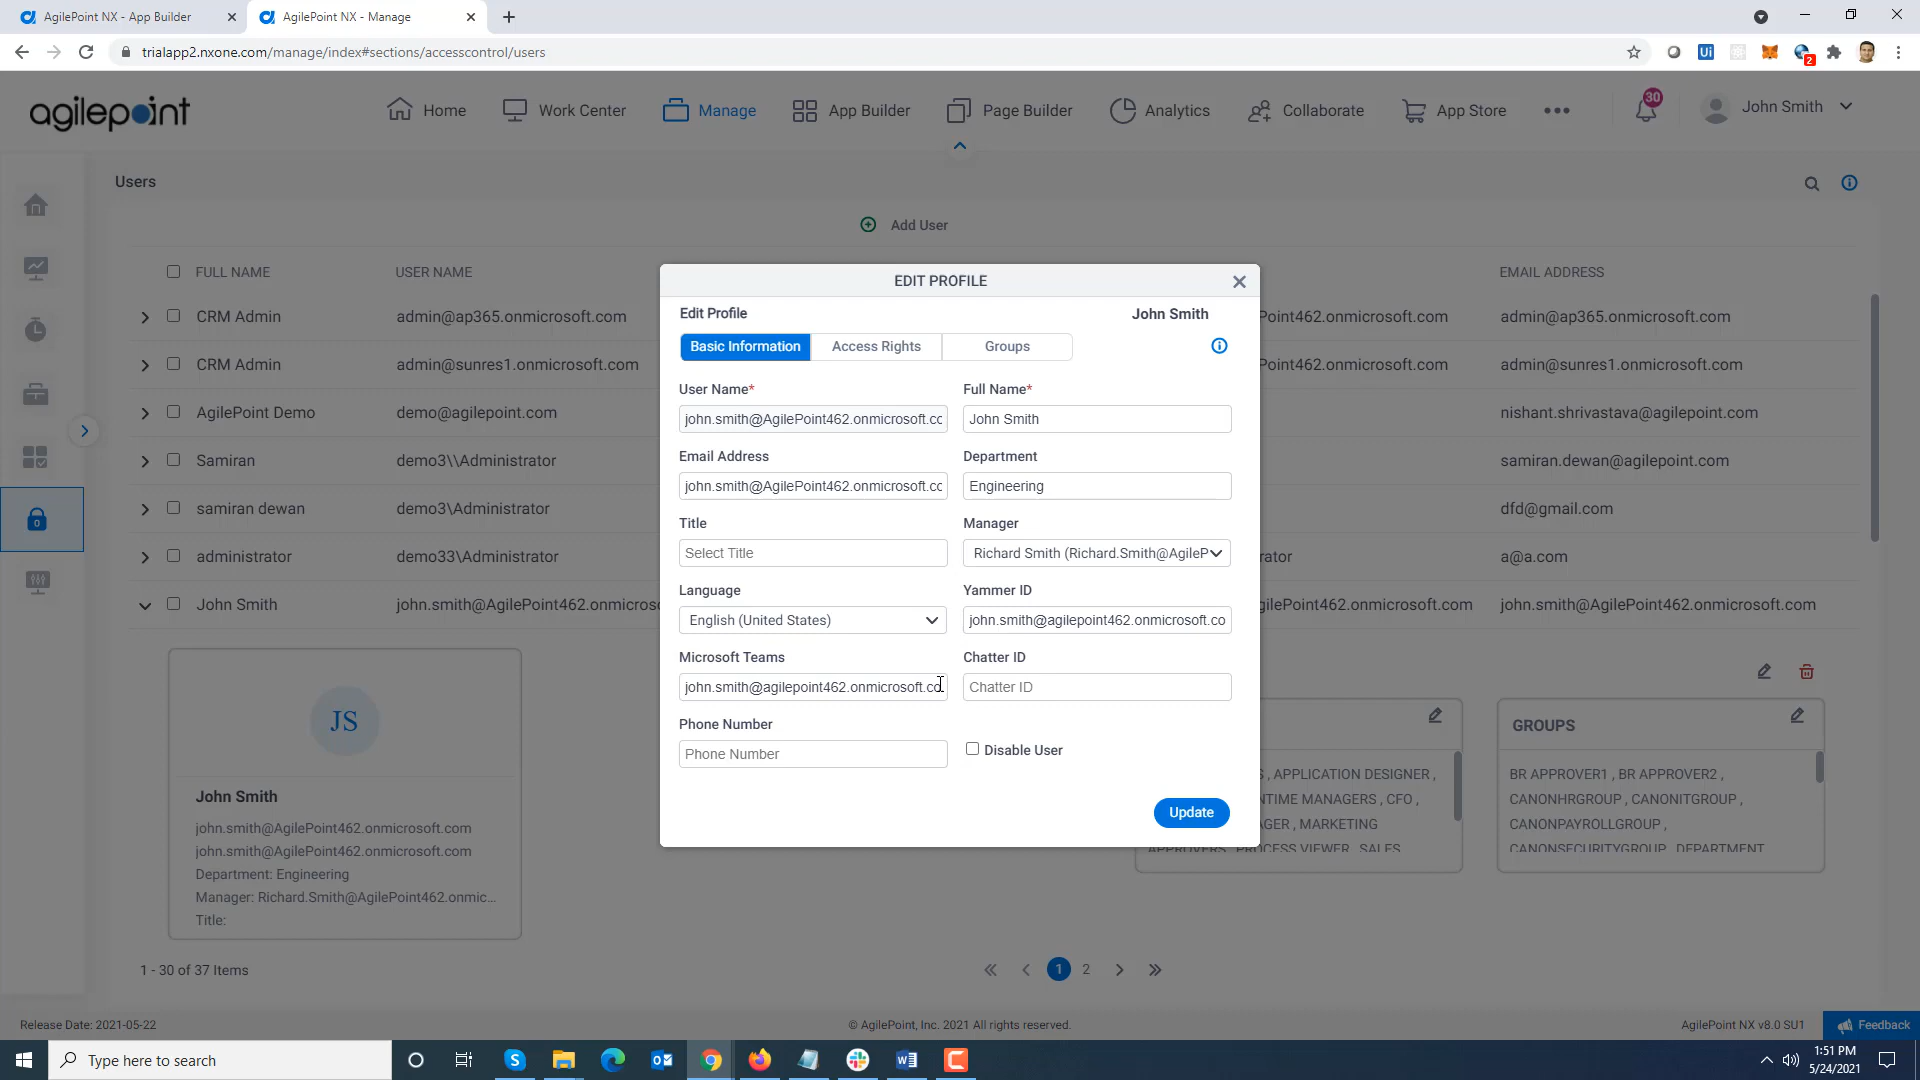 AgilePoint NX - App Builder
AgilePoint NX - Manage
trialapp2.nxone.com/manage/index#sections/accesscontrol/users
Ui
2
agilepoint
Home
Work Center
Manage
App Builder
Page Builder
Analytics
Collaborate
App Store
30
John Smith
Users
Add User
FULL NAME USER NAME EMAIL ADDRESS
CRM Admin admin@ap365.onmicrosoft.com Point462.onmicrosoft.com admin@ap365.onmicrosoft.com
CRM Admin admin@sunres1.onmicrosoft.com Point462.onmicrosoft.com admin@sunres1.onmicrosoft.com
AgilePoint Demo demo@agilepoint.com nishant.shrivastava@agilepoint.com
Samiran demo3\\Administrator samiran.dewan@agilepoint.com
samiran dewan demo3\Administrator dfd@gmail.com
administrator demo33\Administrator rator a@a.com
John Smith john.smith@AgilePoint462.onmicroso gilePoint462.onmicrosoft.com john.smith@AgilePoint462.onmicrosoft.com
EDIT PROFILE
Edit Profile John Smith
Basic Information Access Rights Groups
User Name* Full Name*
john.smith@AgilePoint462.onmicrosoft.cc John Smith
Email Address Department
john.smith@AgilePoint462.onmicrosoft.cc Engineering
Title Manager
Select Title Richard Smith (Richard.Smith@AgileP
Language Yammer ID
English (United States) john.smith@agilepoint462.onmicrosoft.co
Microsoft Teams Chatter ID
john.smith@agilepoint462.onmicrosoft.co Chatter ID
Phone Number
Phone Number Disable User
Update
JS
John Smith
john.smith@AgilePoint462.onmicrosoft.com
john.smith@AgilePoint462.onmicrosoft.com
Department: Engineering
Manager: Richard.Smith@AgilePoint462.onmic...
Title:
S , APPLICATION DESIGNER ,
NTIME MANAGERS , CFO ,
AGER , MARKETING
APPROVERS , PROCESS VIEWER , SALES
GROUPS
BR APPROVER1 , BR APPROVER2 ,
CANONHRGROUP , CANONITGROUP ,
CANONPAYROLLGROUP ,
CANONSECURITYGROUP , DEPARTMENT
1 - 30 of 37 Items
1 2
Release Date: 2021-05-22
© AgilePoint, Inc. 2021 All rights reserved.
AgilePoint NX v8.0 SU1
Feedback
Type here to search
1:51 PM
5/24/2021